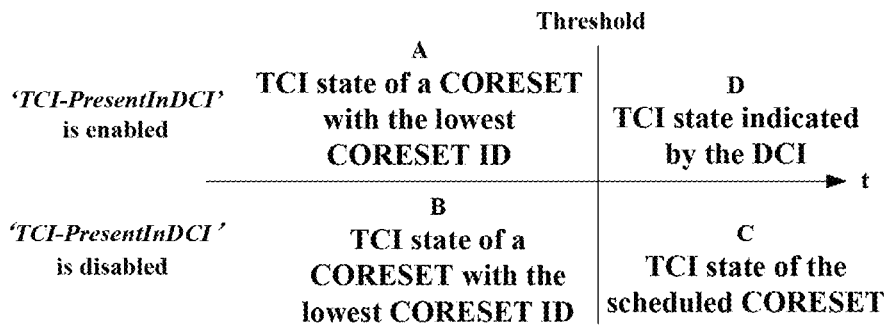 Threshold
A
TCI state of a CORESET
with the lowest
CORESET ID
'TCI-PresentInDCI'
is enabled
D
TCI state indicated
by the DCI
t
B
TCI state of a
CORESET with the
lowest CORESET ID
'TCI-PresentInDCI'
is disabled
C
TCI state of the
scheduled CORESET